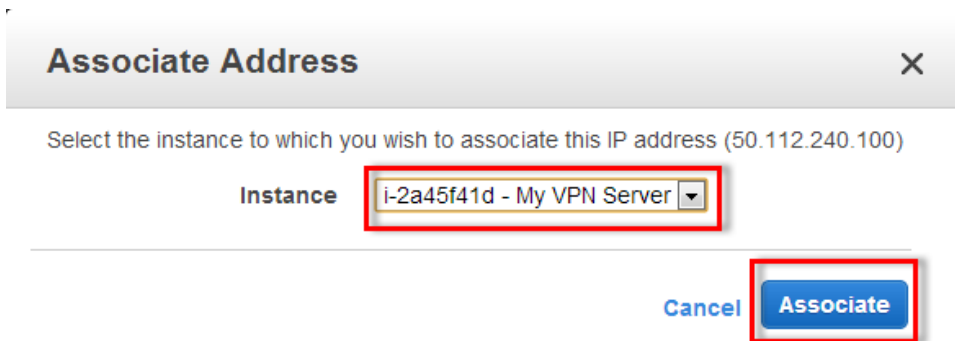 Associate Address
Select the instance to which you wish to associate this IP address (50.112.240.100)
Instance i-2a45f41d - My VPN Server
Cancel Associate